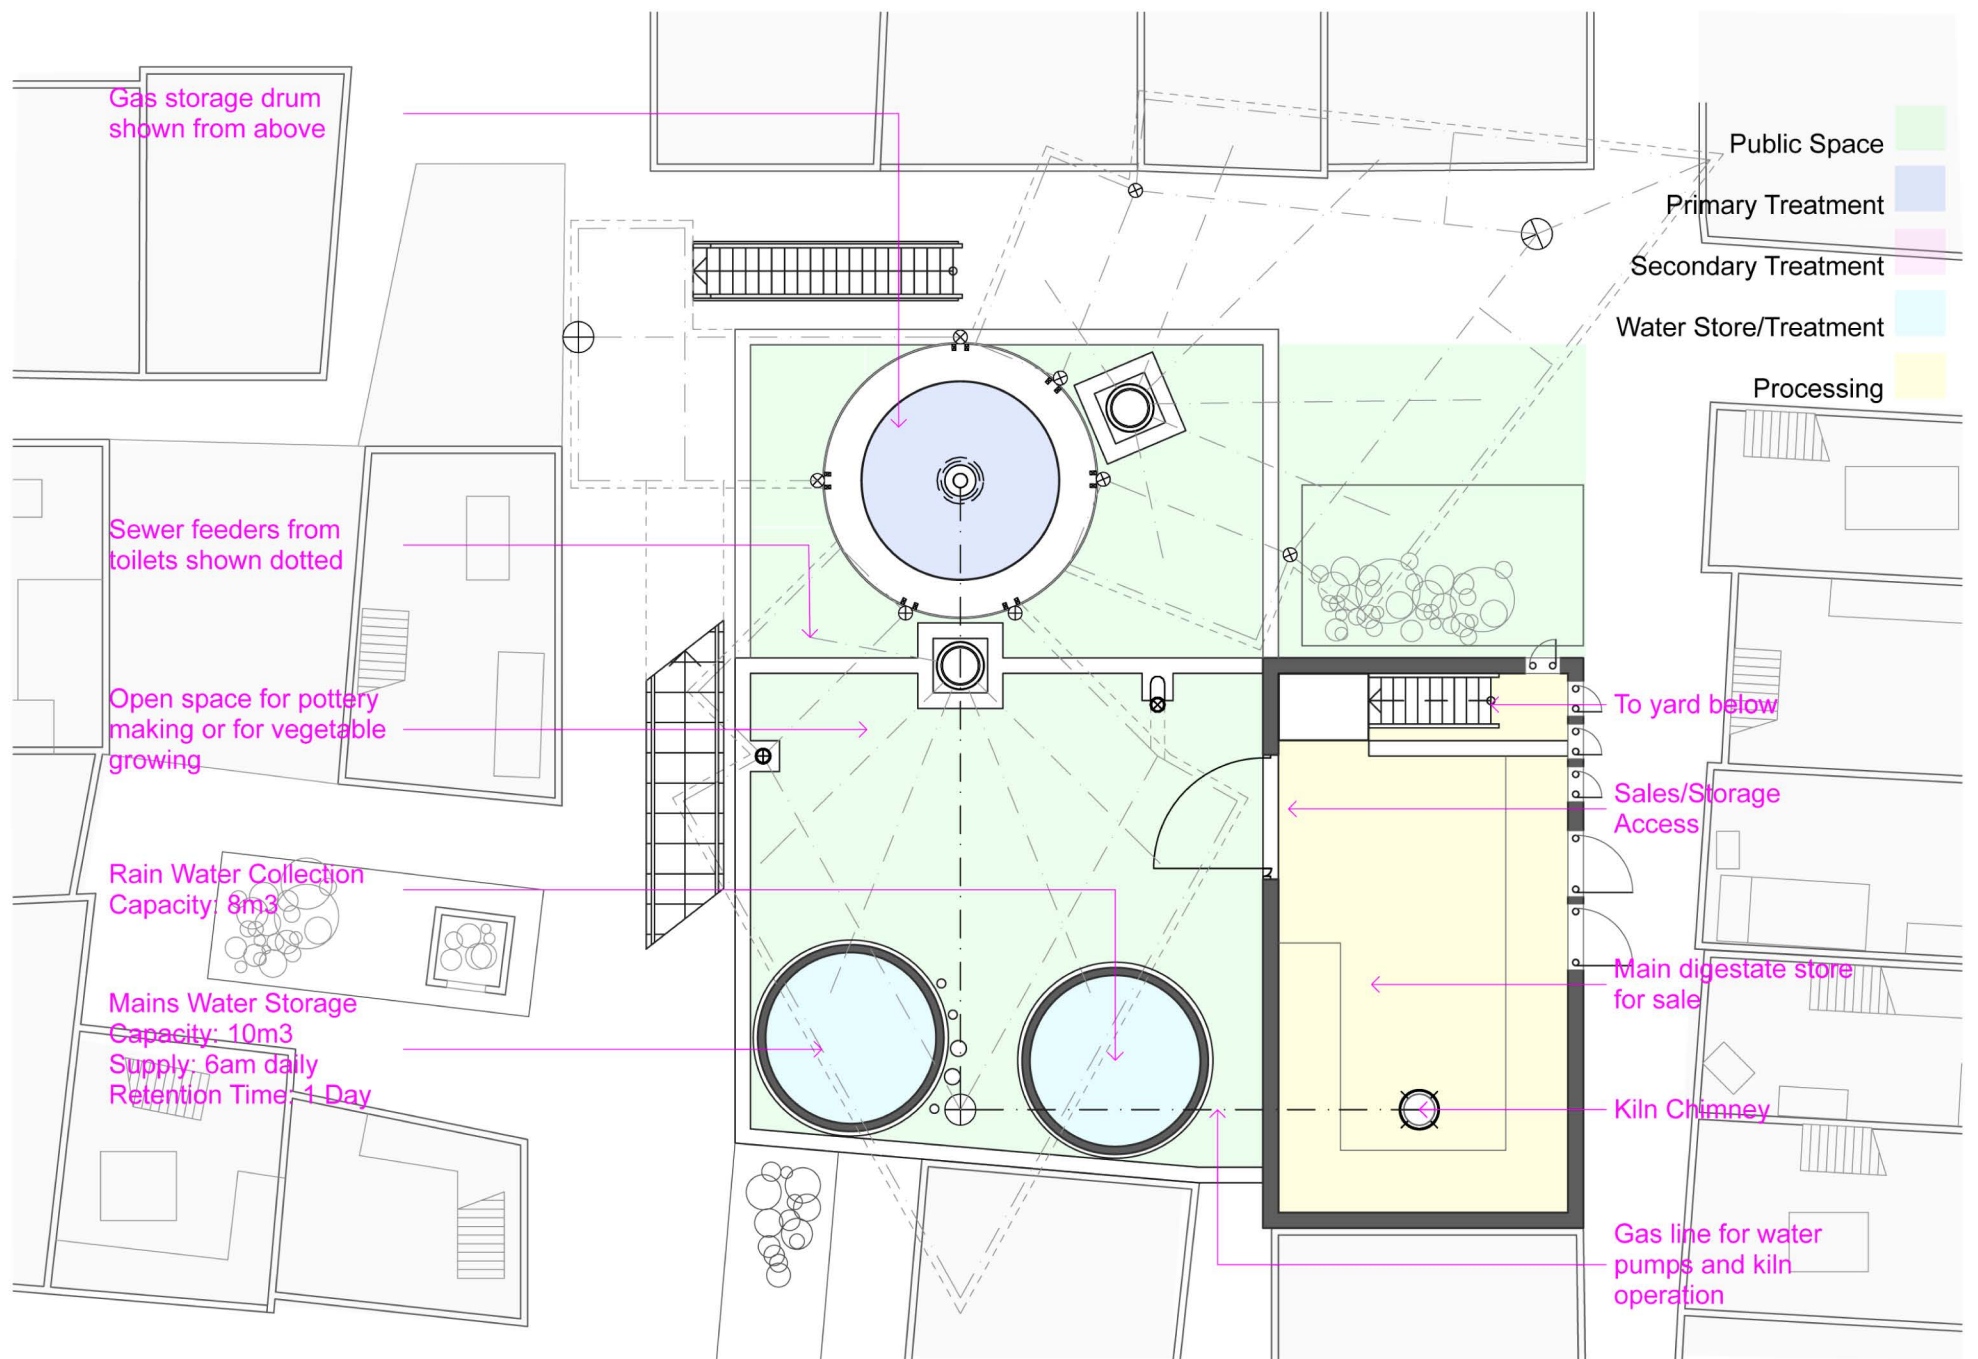 Gas storage drum
shown from above
Sewer feeders from
toilets shown dotted
Open space for pottery
making or for vegetable
growing
Rain Water Collection
Capacity: 8m3
Mains Water Storage
Capacity: 10m3
Supply: 6am daily
Retention Time: 1 Day
Public Space
Primary Treatment
Secondary Treatment
Water Store/Treatment
Processing
To yard below
Sales/Storage
Access
Main digestate store
for sale
Kiln Chimney
Gas line for water
pumps and kiln
operation